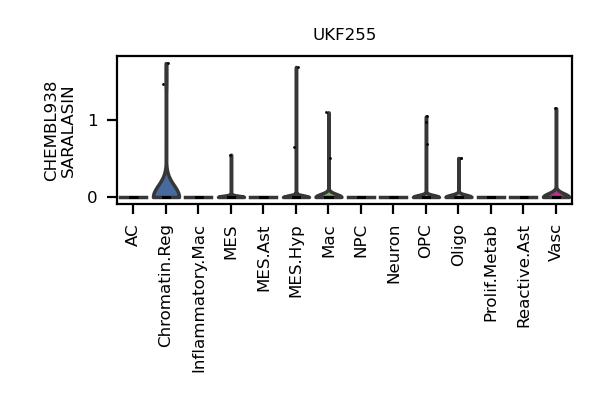 UKF255
CHEMBL938
SARALASIN
1
0
AC
Chromatin.Reg
Inflammatory.Mac
MES
MES.Ast
MES.Hyp
Mac
NPC
Neuron
OPC
Oligo
Prolif.Metab
Reactive.Ast
Vasc